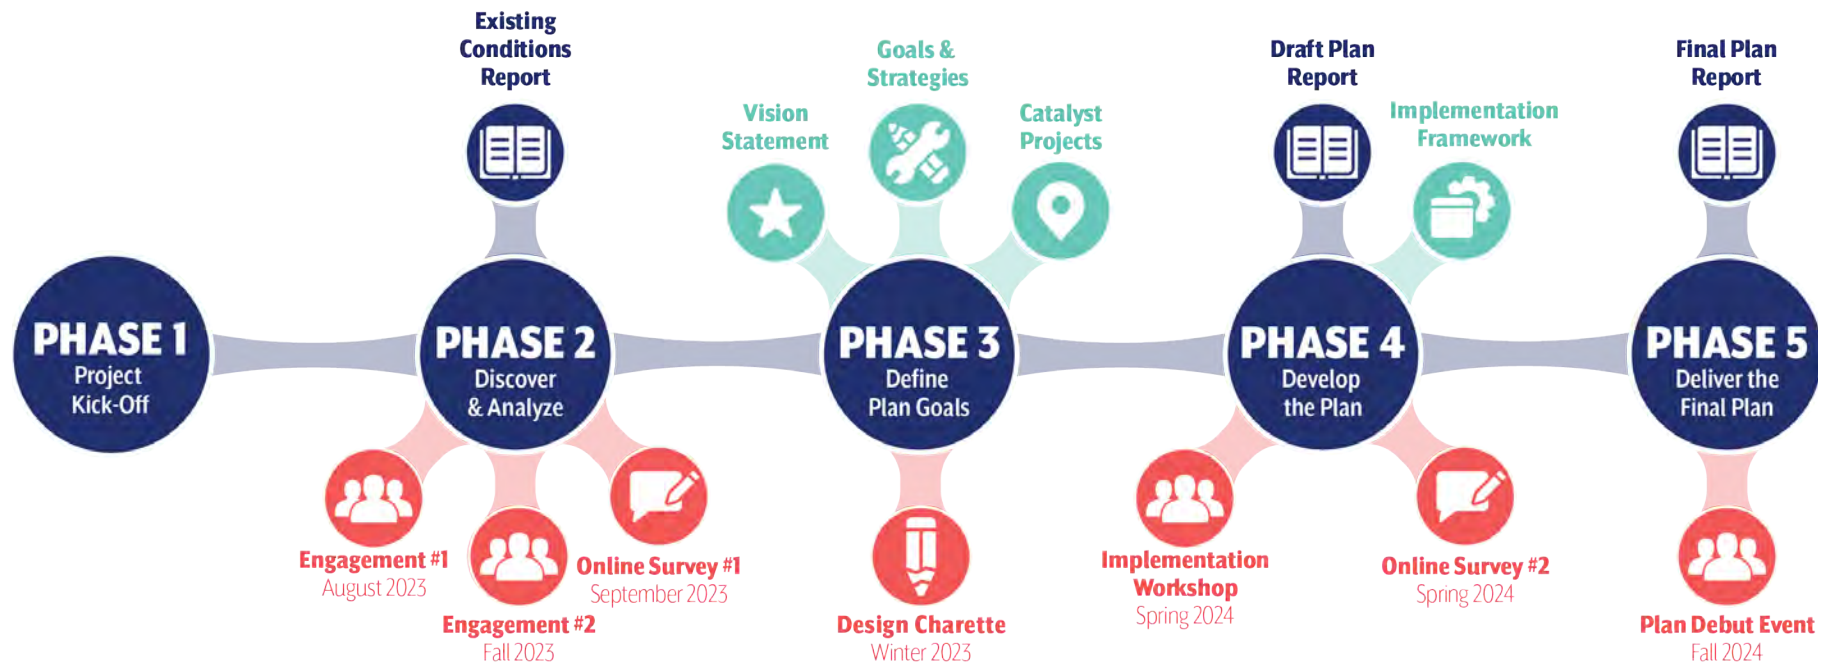 Existing
Conditions
Report
Goals &
Strategies
Vision
Statement
Catalyst
Projects
Draft Plan
Report
Implementation
Framework
Final Plan
Report
PHASE 1
Project
Kick-Off
PHASE 2
Discover
& Analyze
PHASE 3
Define
Plan Goals
PHASE 4
Develop
the Plan
PHASE 5
Deliver the
Final Plan
Engagement #1
August 2023
Engagement #2
Fall 2023
Online Survey #1
September 2023
Design Charette
Winter 2023
Implementation
Workshop
Spring 2024
Online Survey #2
Spring 2024
Plan Debut Event
Fall 2024